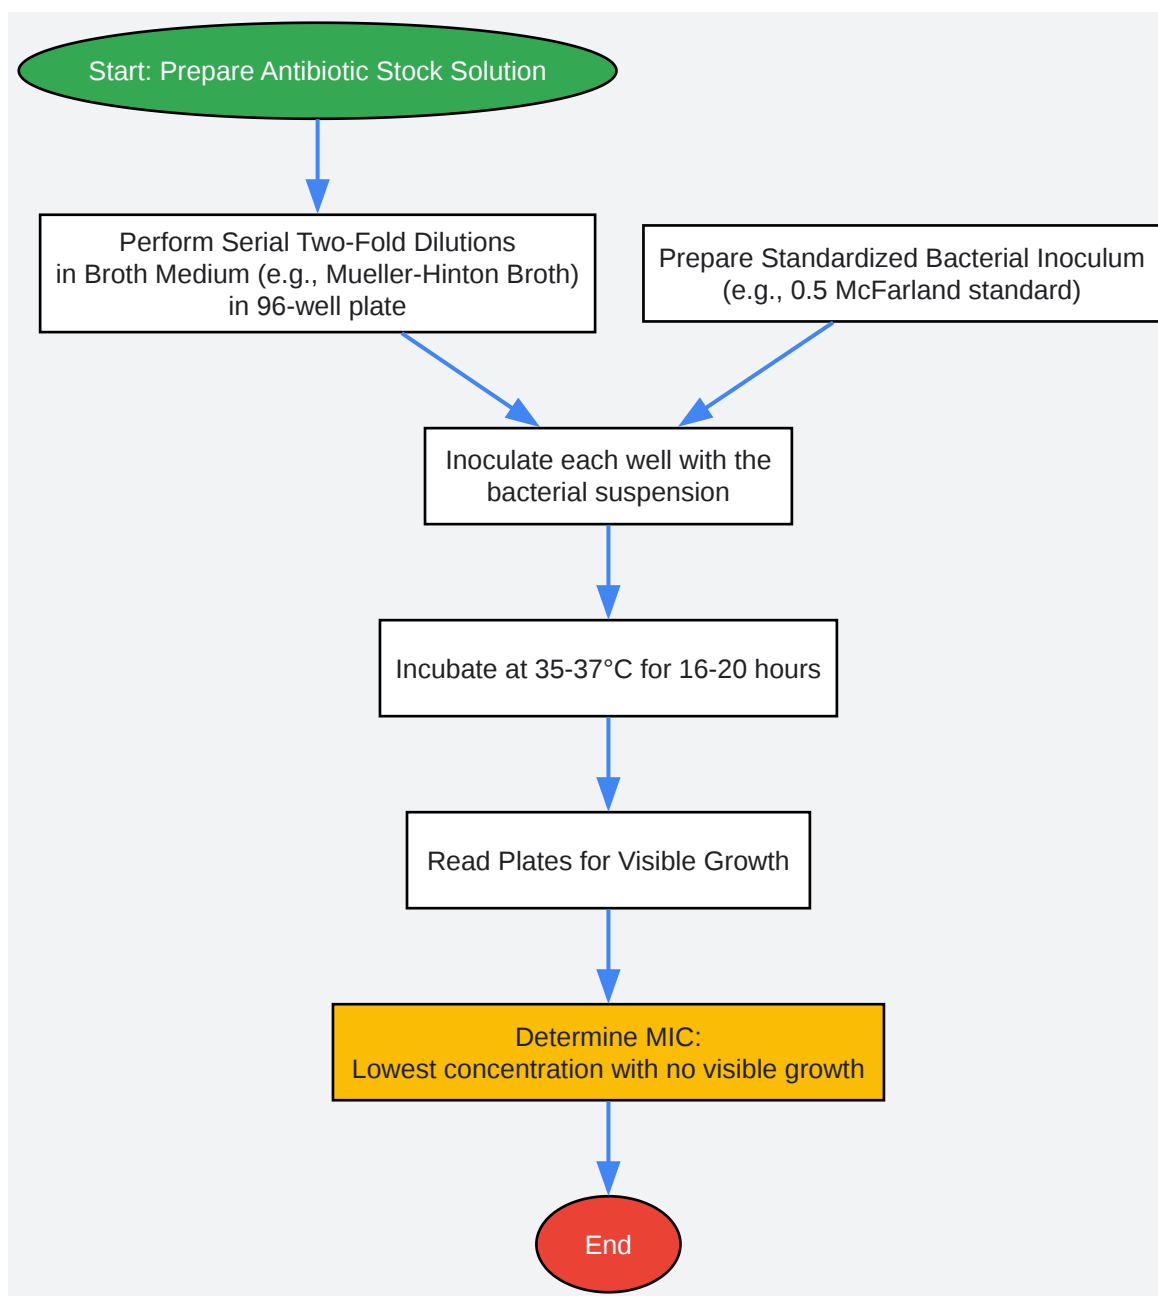 Start: Prepare Antibiotic Stock Solution
Perform Serial Two-Fold Dilutions
in Broth Medium (e.g., Mueller-Hinton Broth)
in 96-well plate
Prepare Standardized Bacterial Inoculum
(e.g., 0.5 McFarland standard)
Inoculate each well with the
bacterial suspension
Incubate at 35-37°C for 16-20 hours
Read Plates for Visible Growth
Determine MIC:
Lowest concentration with no visible growth
End